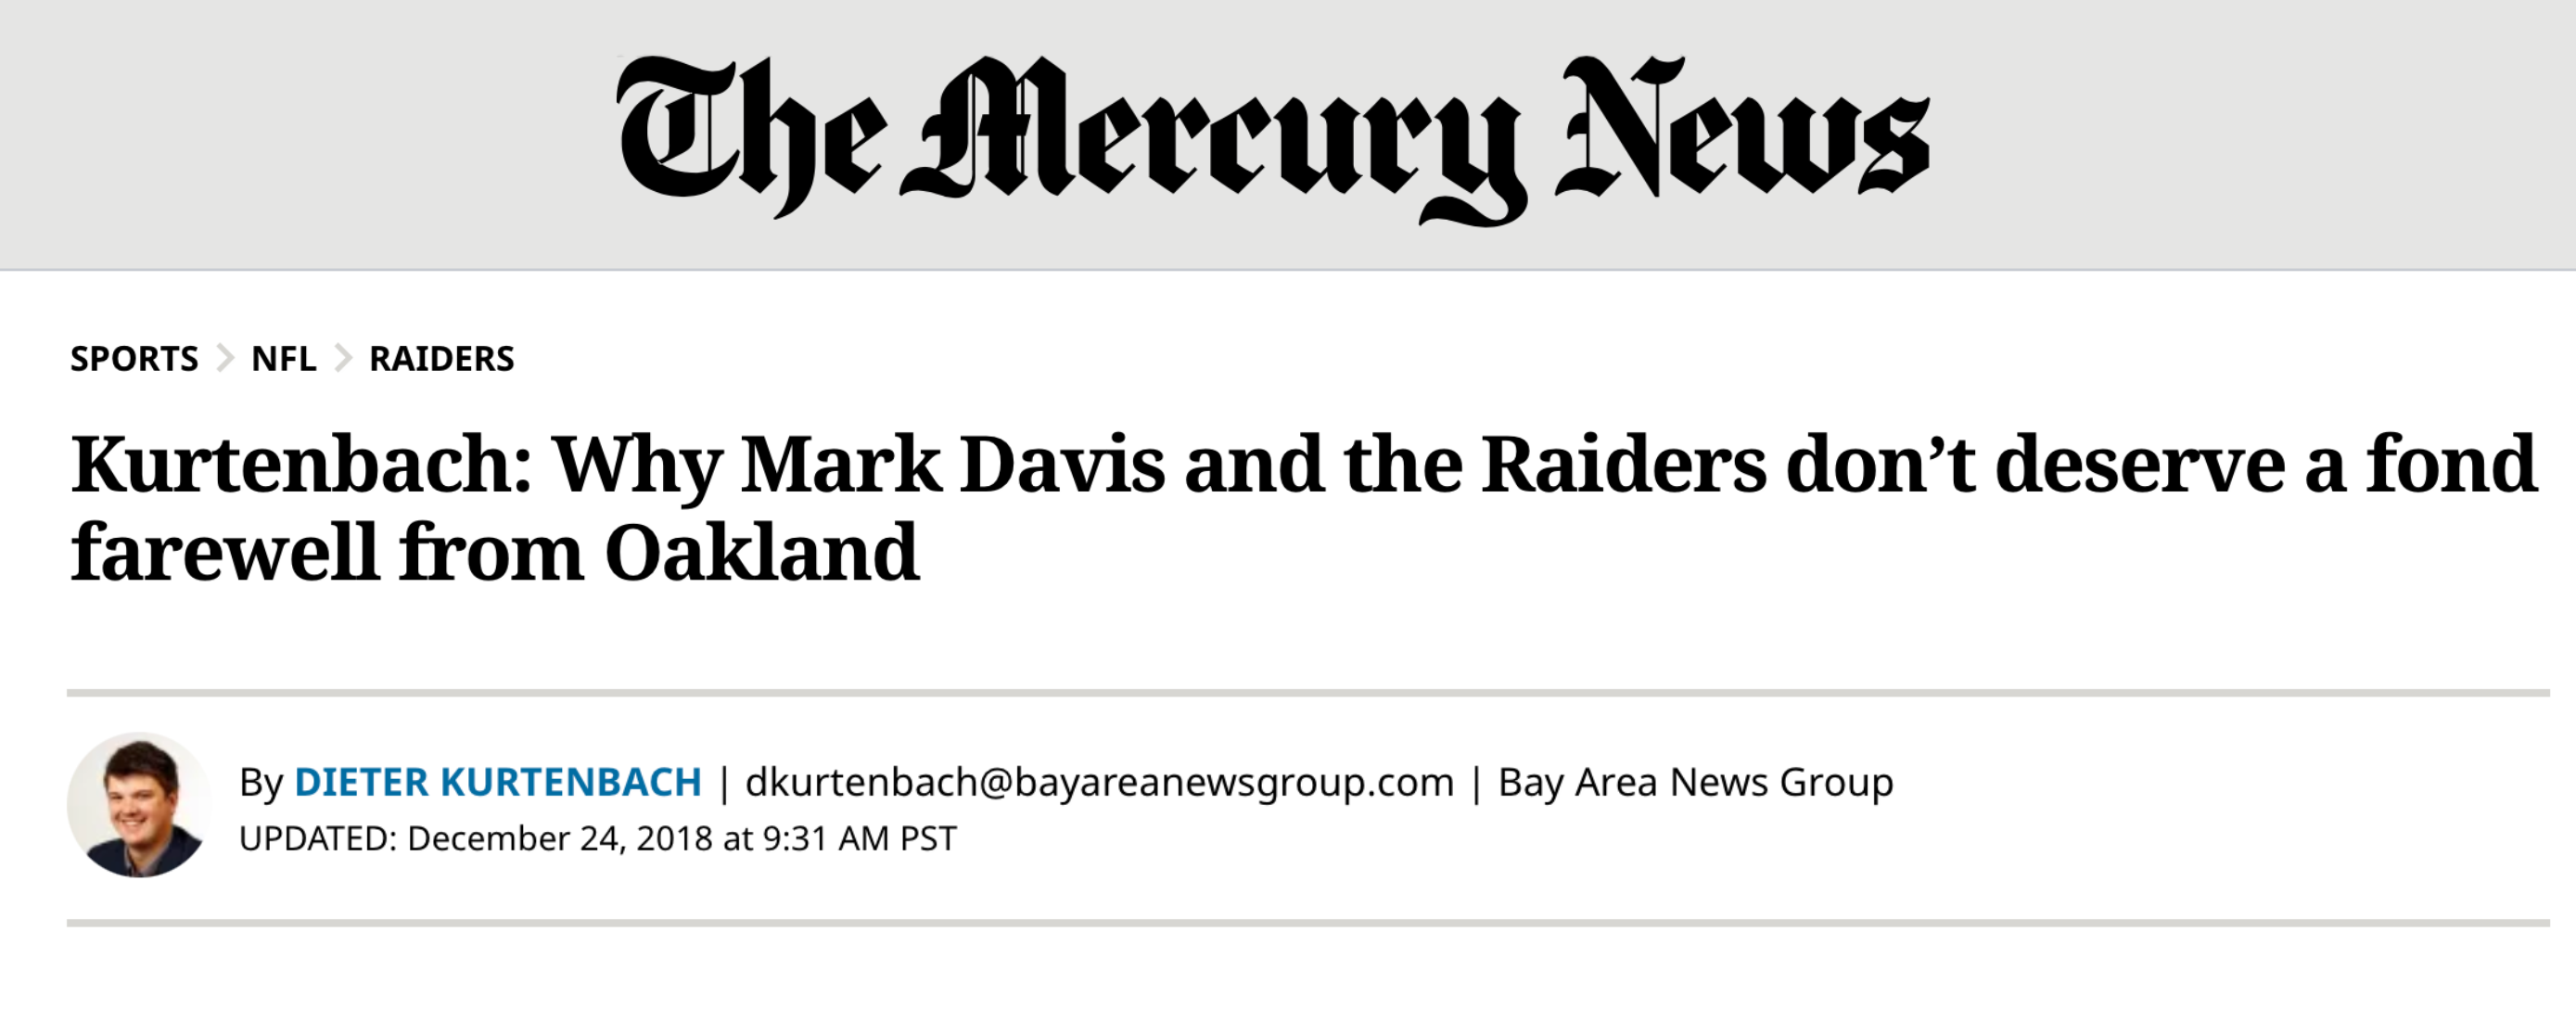 The Mercury News
SPORTS > NFL > RAIDERS
Kurtenbach: Why Mark Davis and the Raiders don’t deserve a fond
farewell from Oakland
By DIETER KURTENBACH | dkurtenbach@bayareanewsgroup.com | Bay Area News Group
UPDATED: December 24, 2018 at 9:31 AM PST